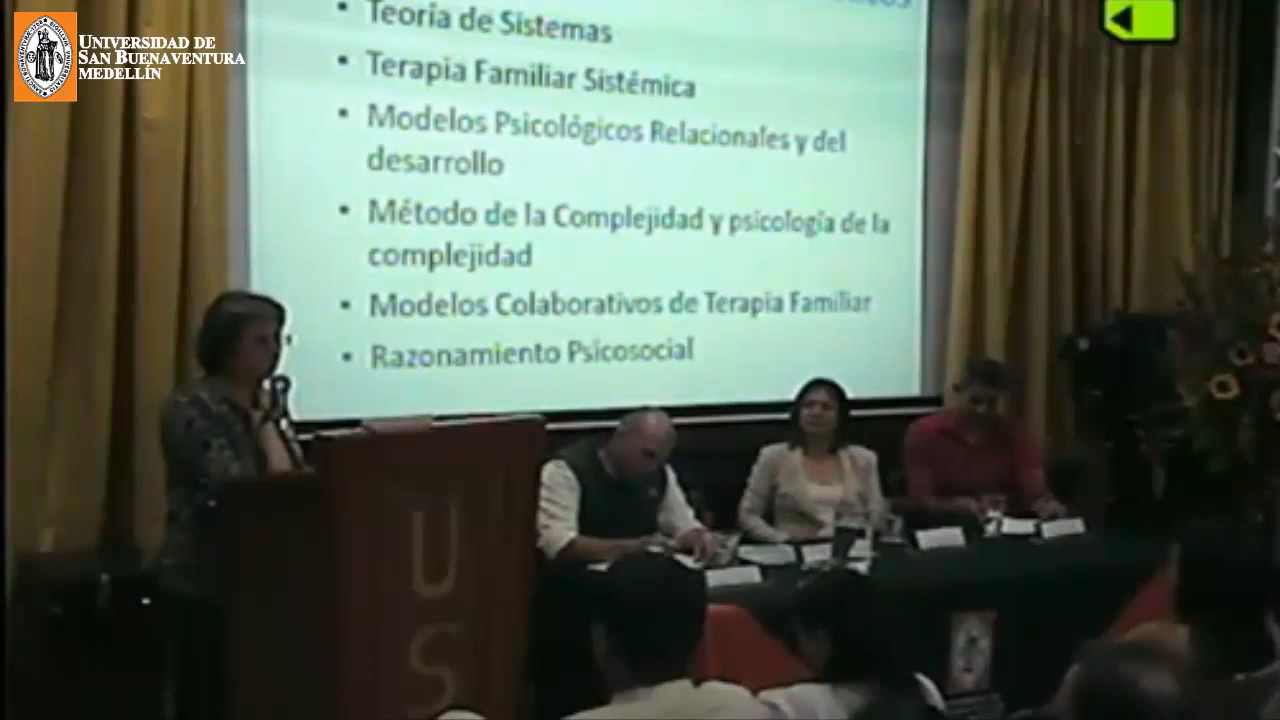 UNIVERSIDAD DE
SAN BUENAVENTURA
MEDELLÍN
• Teoría de Sistemas
• Terapia Familiar Sistémica
• Modelos Psicológicos Relacionales y del
desarrollo
• Método de la Complejidad y psicología de la
complejidad
• Modelos Colaborativos de Terapia Familiar
• Razonamiento Psicosocial
U
S